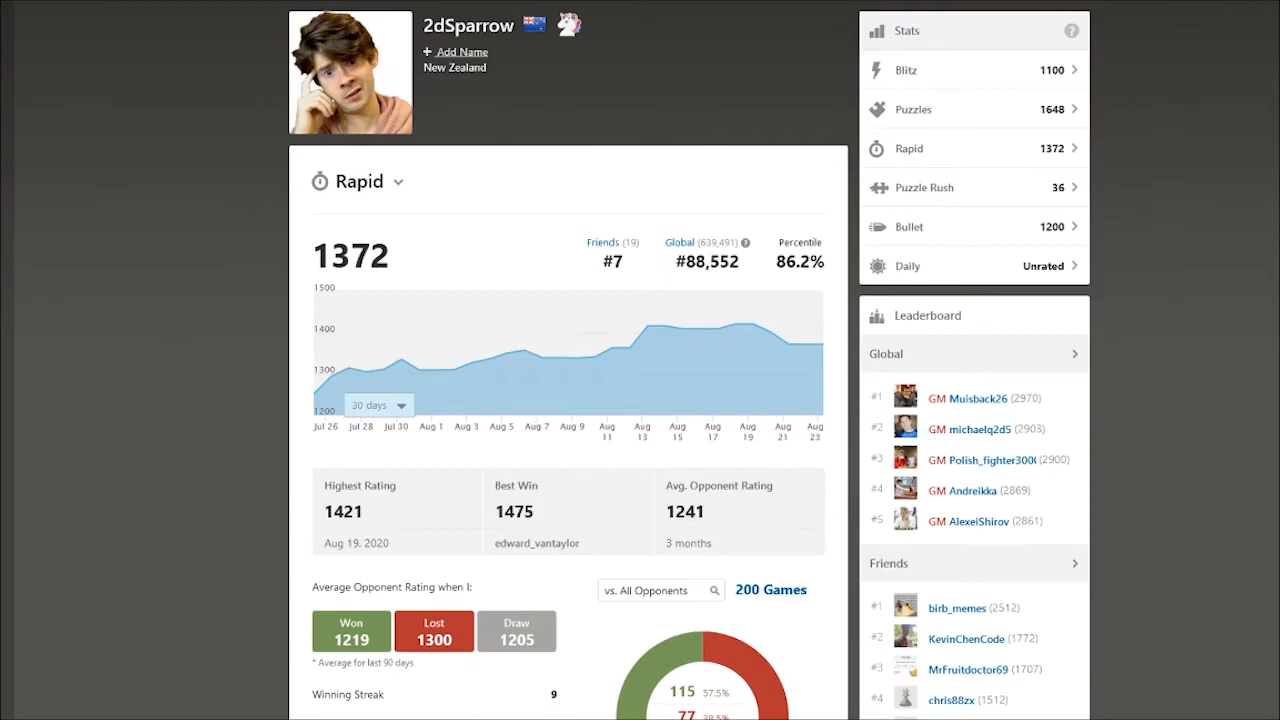 2dSparrow
+ Add Name
New Zealand
Rapid
1372
Friends (19)
#7
Global (639,491)
#88,552
Percentile
86.2%
1500
1400
1300
1200
30 days
Jul 26 Jul 28 Jul 30 Aug 1 Aug 3 Aug 5 Aug 7 Aug 9 Aug 11 Aug 13 Aug 15 Aug 17 Aug 19 Aug 21 Aug 23
Highest Rating
1421
Aug 19, 2020
Best Win
1475
edward_vantaylor
Avg. Opponent Rating
1241
3 months
Average Opponent Rating when I:
vs. All Opponents
200 Games
Won
1219
Lost
1300
Draw
1205
* Average for last 90 days
Winning Streak 9
115 57.5%
77 38.5%
Stats
Blitz 1100
Puzzles 1648
Rapid 1372
Puzzle Rush 36
Bullet 1200
Daily Unrated
Leaderboard
Global
#1 GM Muisback26 (2970)
#2 GM michaelq2d5 (2903)
#3 GM Polish_fighter300 (2900)
#4 GM Andreikka (2869)
#5 GM AlexeiShirov (2861)
Friends
#1 birb_memes (2512)
#2 KevinChenCode (1772)
#3 MrFruitdoctor69 (1707)
#4 chris88zx (1512)